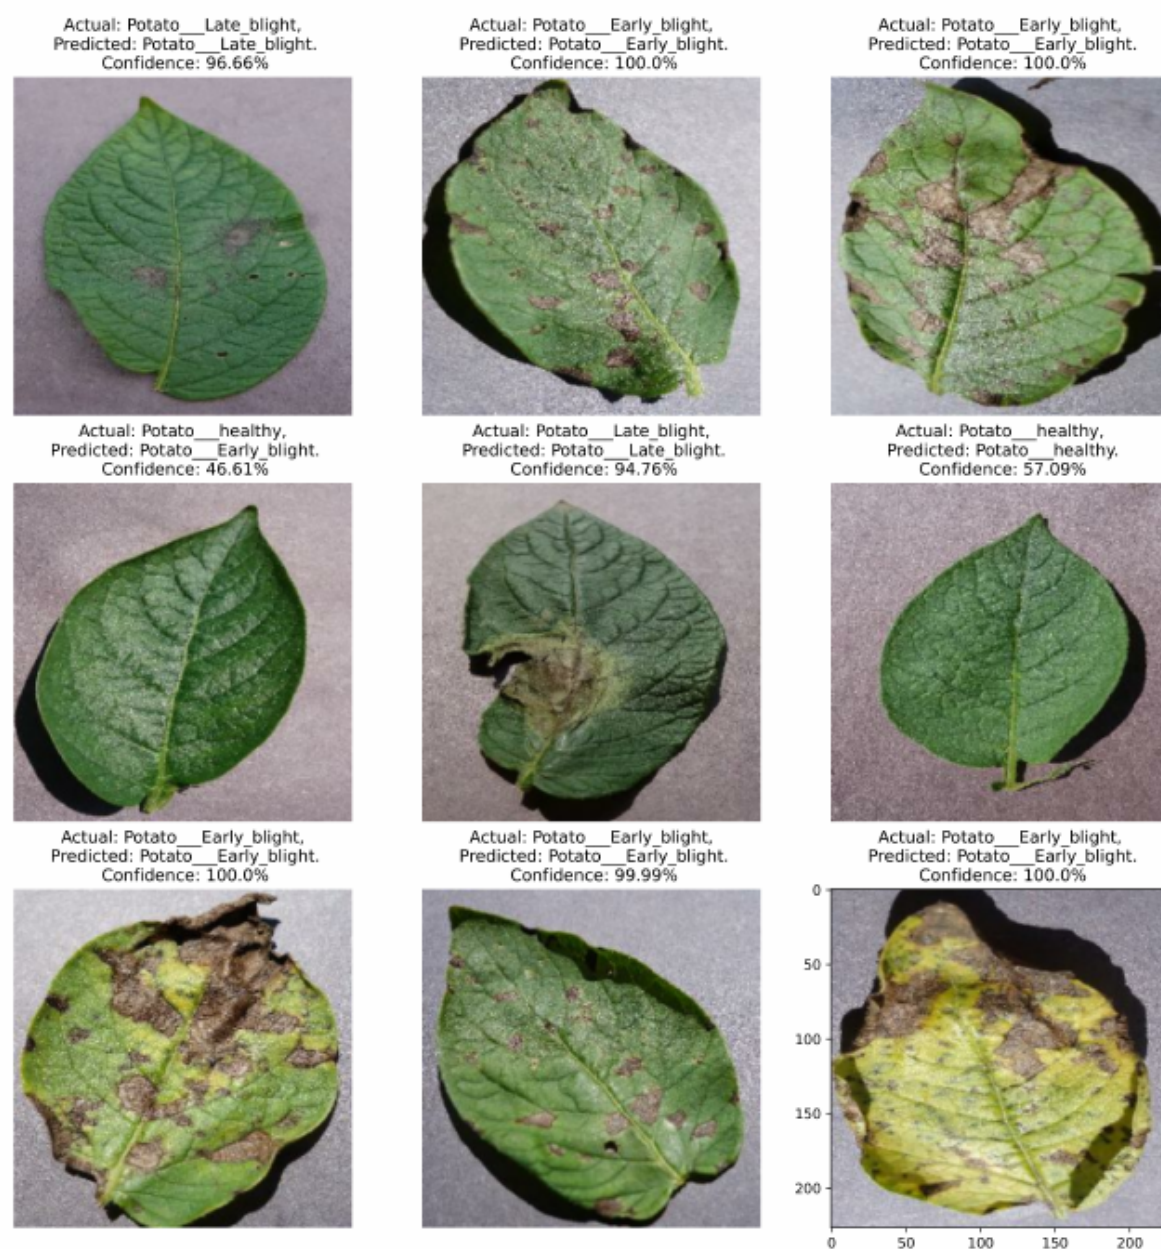 Actual: Potato___Late_blight,
Predicted: Potato___Late_blight.
Confidence: 96.66%
Actual: Potato___Early_blight,
Predicted: Potato___Early_blight.
Confidence: 100.0%
Actual: Potato___Early_blight,
Predicted: Potato___Early_blight.
Confidence: 100.0%
Actual: Potato___healthy,
Predicted: Potato___Early_blight.
Confidence: 46.61%
Actual: Potato___Late_blight,
Predicted: Potato___Late_blight.
Confidence: 94.76%
Actual: Potato___healthy,
Predicted: Potato___healthy.
Confidence: 57.09%
Actual: Potato___Early_blight,
Predicted: Potato___Early_blight.
Confidence: 100.0%
Actual: Potato___Early_blight,
Predicted: Potato___Early_blight.
Confidence: 99.99%
Actual: Potato___Early_blight,
Predicted: Potato___Early_blight.
Confidence: 100.0%
0
50
100
150
200
0 50 100 150 200